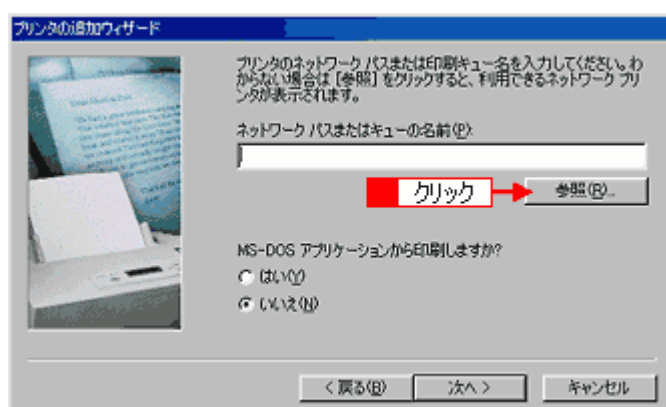 プリンタの追加ウィザード
プリンタのネットワーク パスまたは印刷キュー名を入力してください。わ
からない場合は [参照] をクリックすると、利用できるネットワーク プリ
ンタが表示されます。
ネットワーク パスまたはキューの名前(P):
クリック
参照(R)...
MS-DOS アプリケーションから印刷しますか?
はい(Y)
いいえ(N)
< 戻る(B)
次へ >
キャンセル